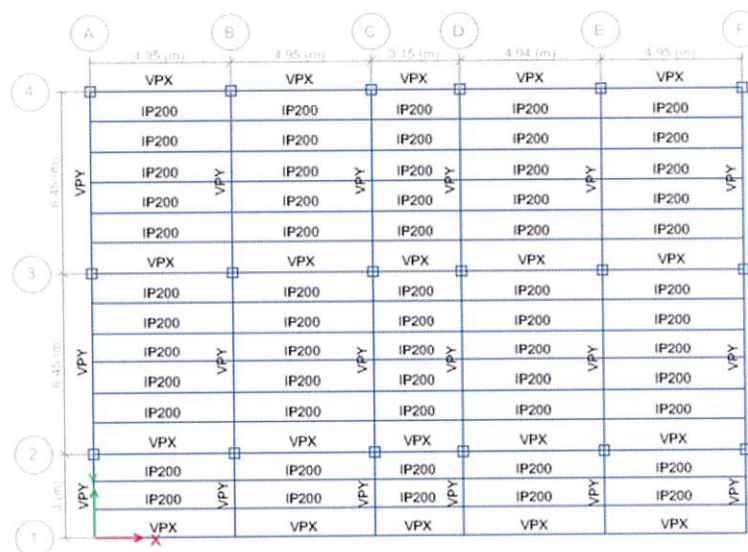 A B C D E F
4.95 (m) 4.95 (m) 3.15 (m) 4.94 (m) 4.95 (m)
4 VPX VPX VPX VPX VPX
IP200 IP200 IP200 IP200 IP200
IP200 IP200 IP200 IP200 IP200
IP200 IP200 IP200 IP200 IP200
6.45 (m) VPY VPY VPY VPY VPY
IP200 IP200 IP200 IP200 IP200
IP200 IP200 IP200 IP200 IP200
3 VPX VPX VPX VPX VPX
IP200 IP200 IP200 IP200 IP200
IP200 IP200 IP200 IP200 IP200
IP200 IP200 IP200 IP200 IP200
6.45 (m) VPY VPY VPY VPY VPY
IP200 IP200 IP200 IP200 IP200
IP200 IP200 IP200 IP200 IP200
2 VPX VPX VPX VPX VPX
IP200 IP200 IP200 IP200 IP200
3 (m) VPY VPY VPY VPY VPY
IP200 IP200 IP200 IP200 IP200
Y
1 X VPX VPX VPX VPX VPX